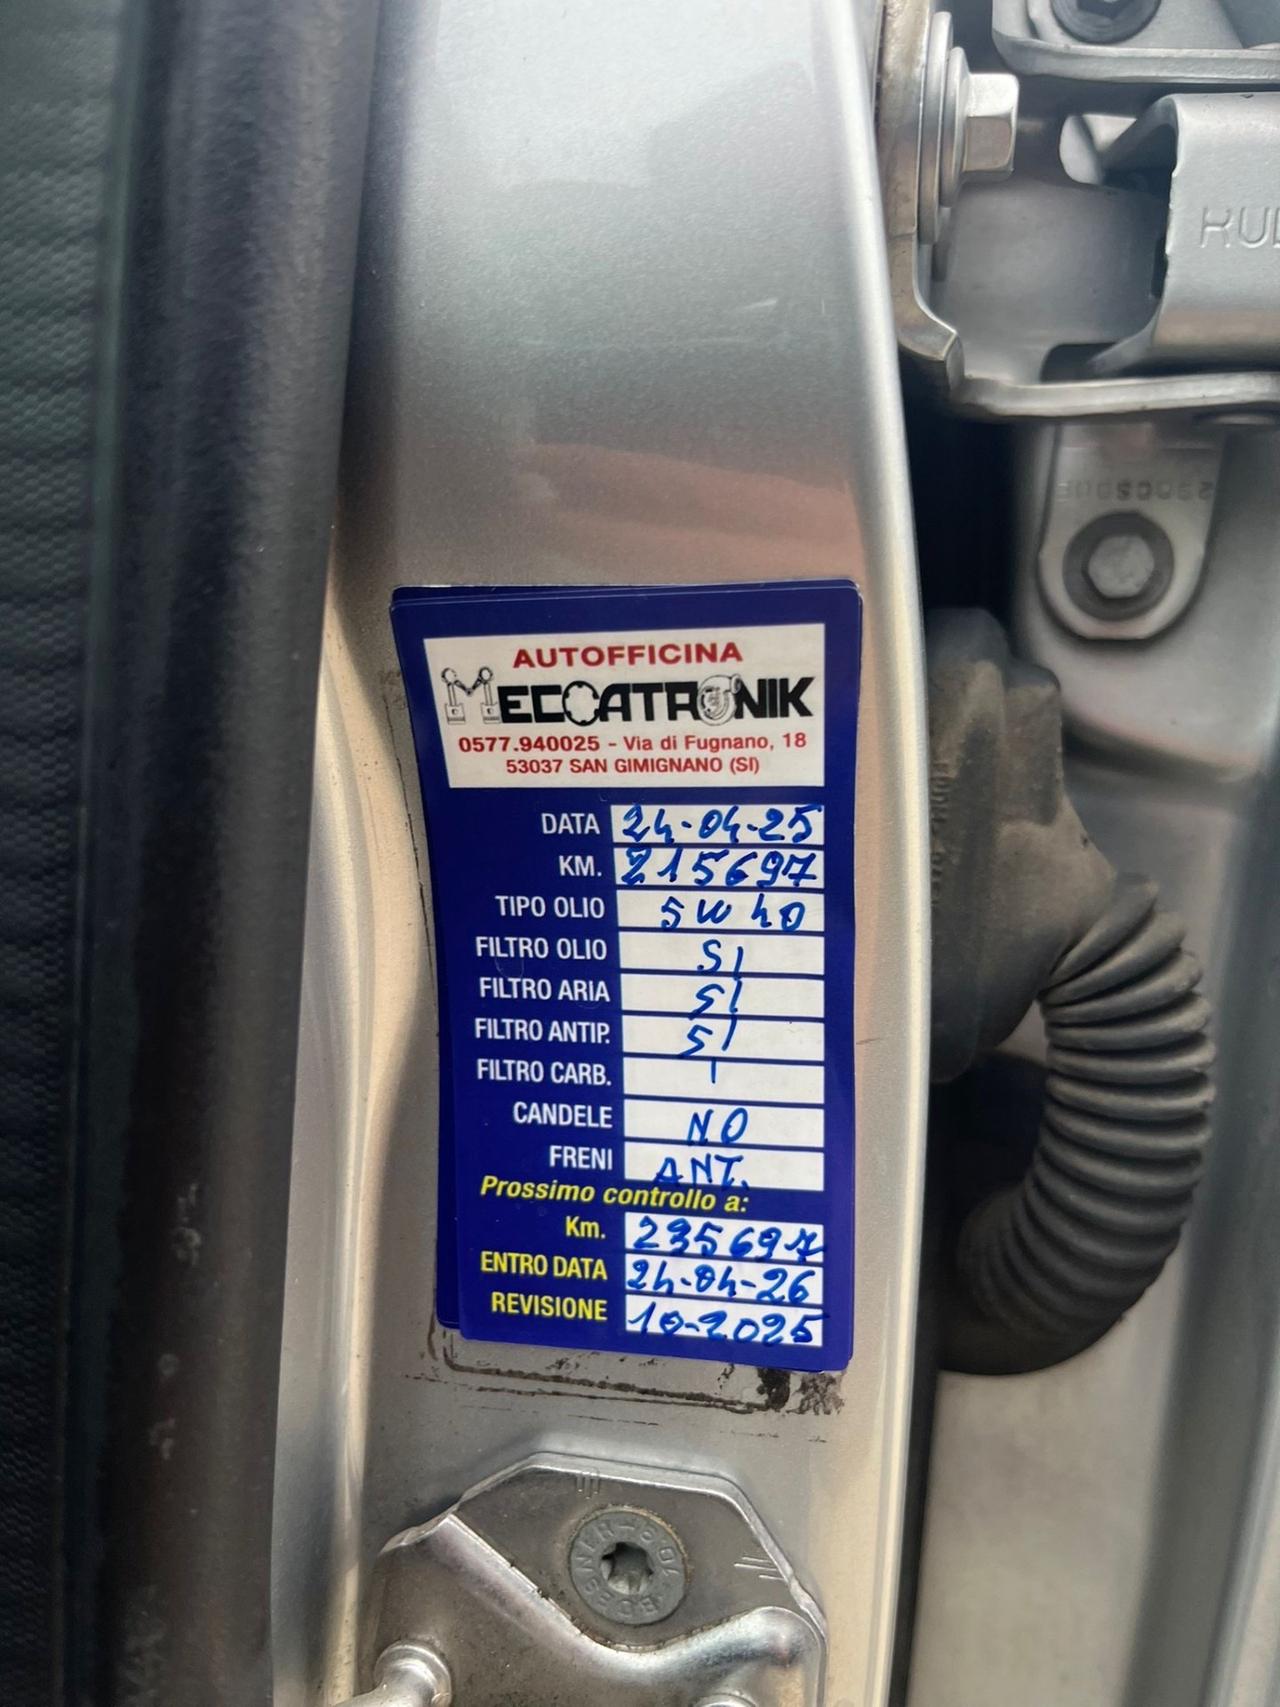 AUTOFFICINA
MECCATRONIK
0577.940025 - Via di Fugnano, 18
53037 SAN GIMIGNANO (SI)
DATA 24-04-25
KM. 215697
TIPO OLIO 5W40
FILTRO OLIO SI
FILTRO ARIA SI
FILTRO ANTIP. SI
FILTRO CARB.
CANDELE NO
FRENI ANT.
Prossimo controllo a:
Km. 235697
ENTRO DATA 24-04-26
REVISIONE 10-2025